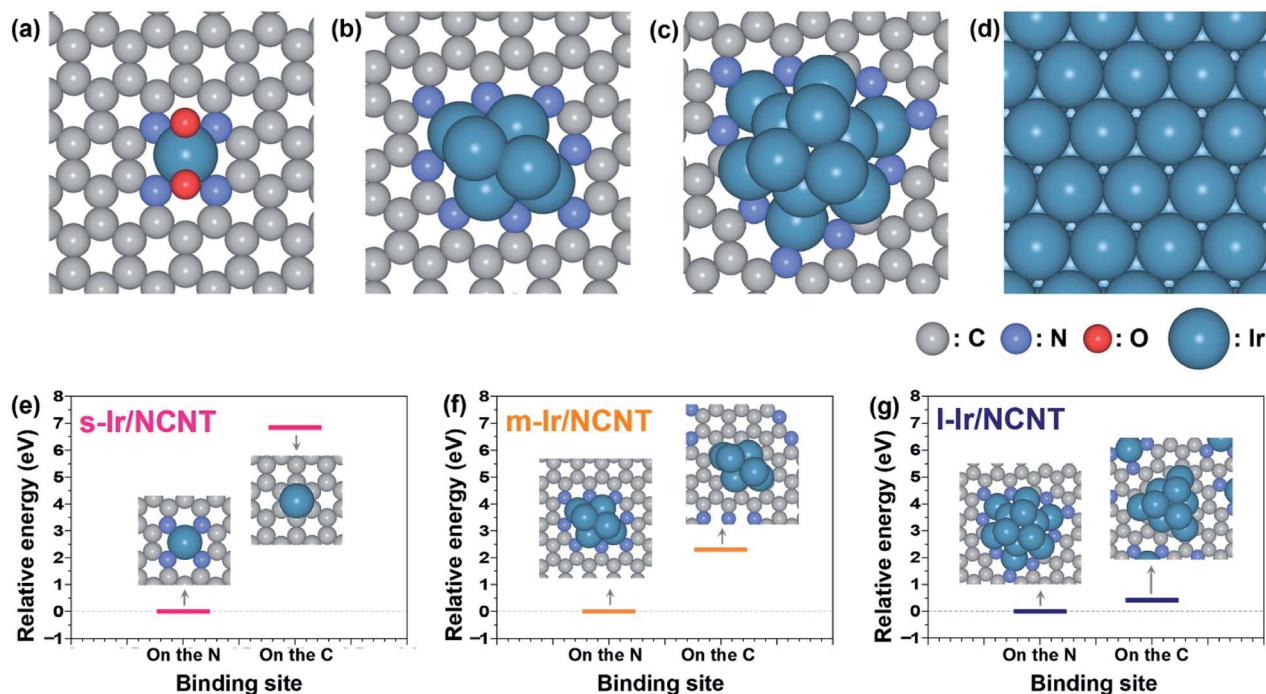 (a)
(b)
(c)
(d)
: C : N : O : Ir
(e)
s-Ir/NCNT
Relative energy (eV)
8
7
6
5
4
3
2
1
0
–1
On the N On the C
Binding site
(f)
m-Ir/NCNT
Relative energy (eV)
8
7
6
5
4
3
2
1
0
–1
On the N On the C
Binding site
(g)
l-Ir/NCNT
Relative energy (eV)
8
7
6
5
4
3
2
1
0
–1
On the N On the C
Binding site